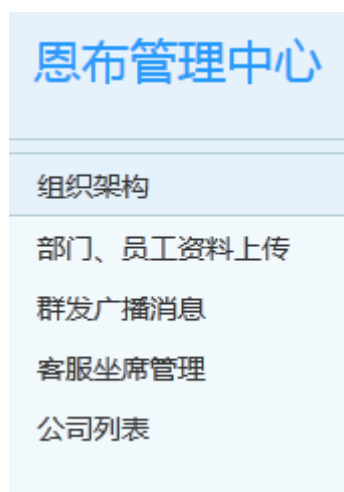 恩布管理中心
组织架构
部门、员工资料上传
群发广播消息
客服坐席管理
公司列表